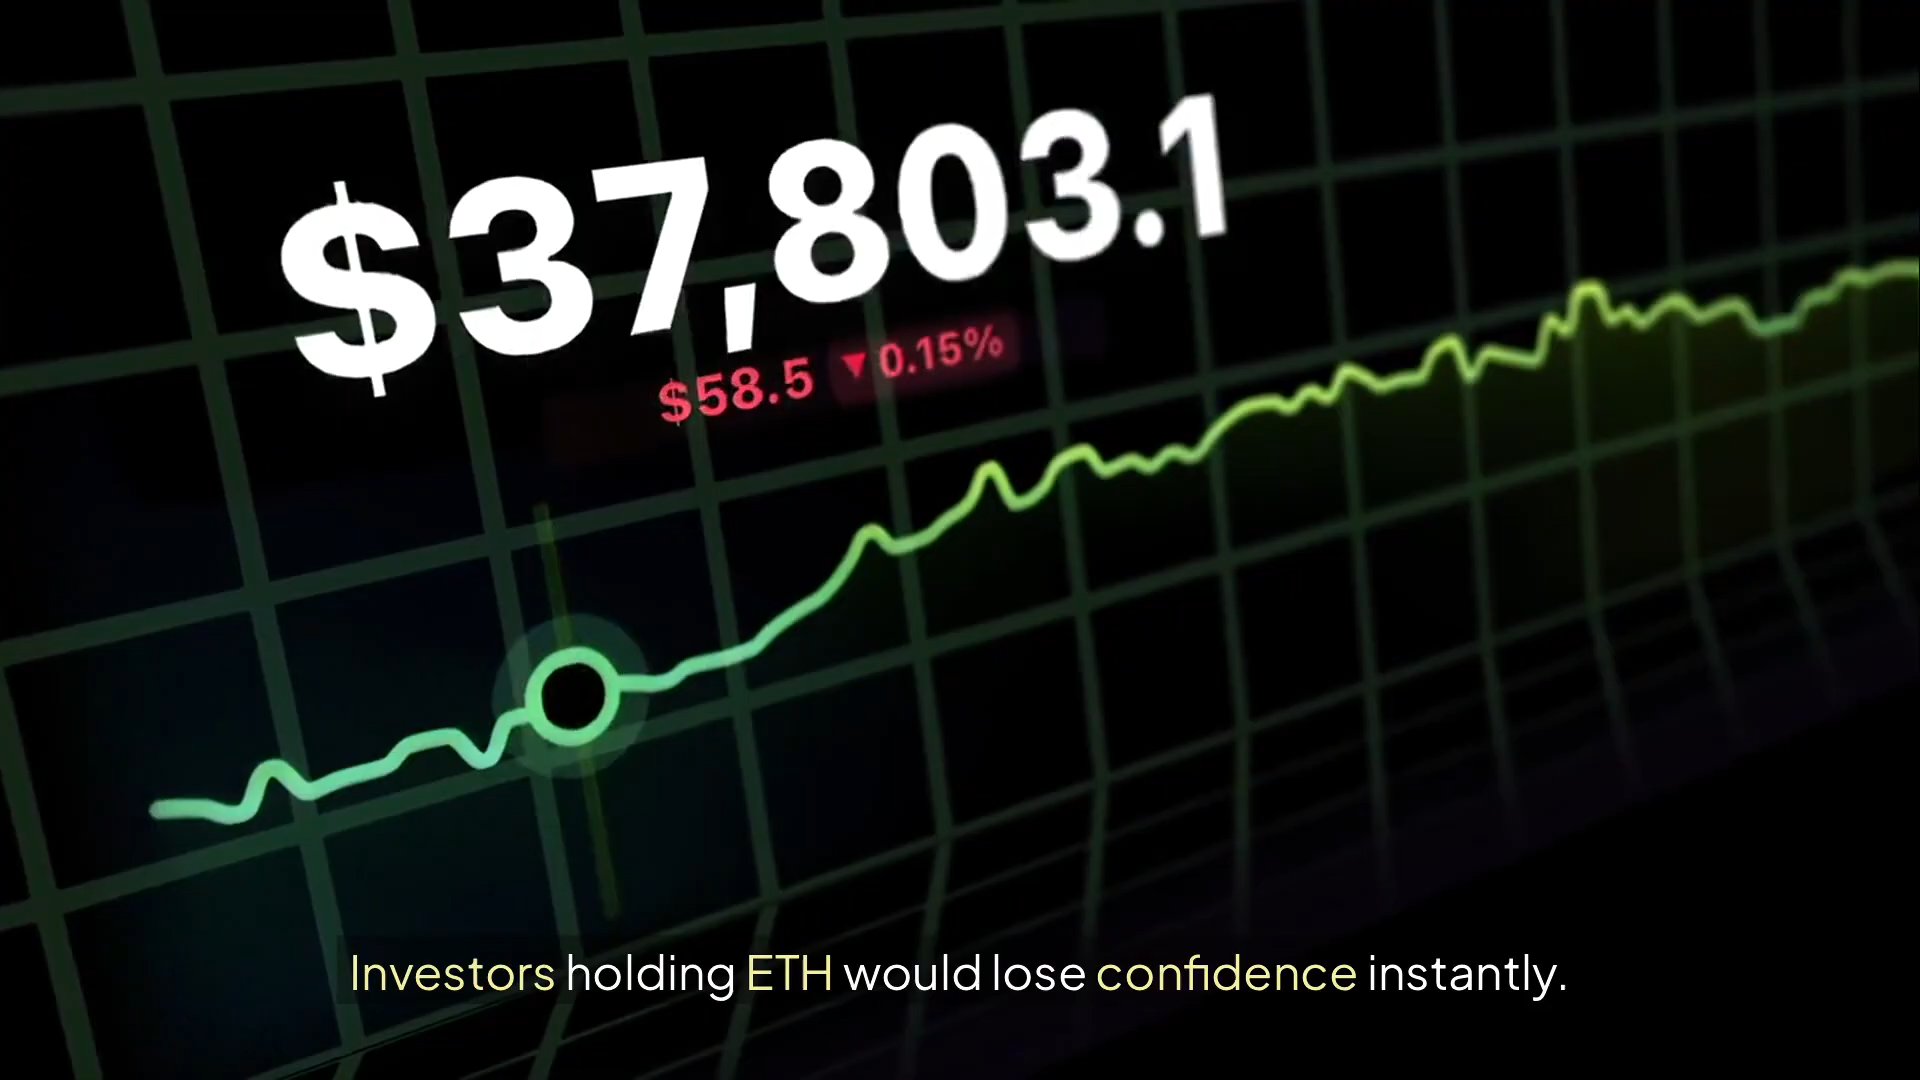 $37,803.1
$58.5 ▼ 0.15%
Investors holding ETH would lose confidence instantly.